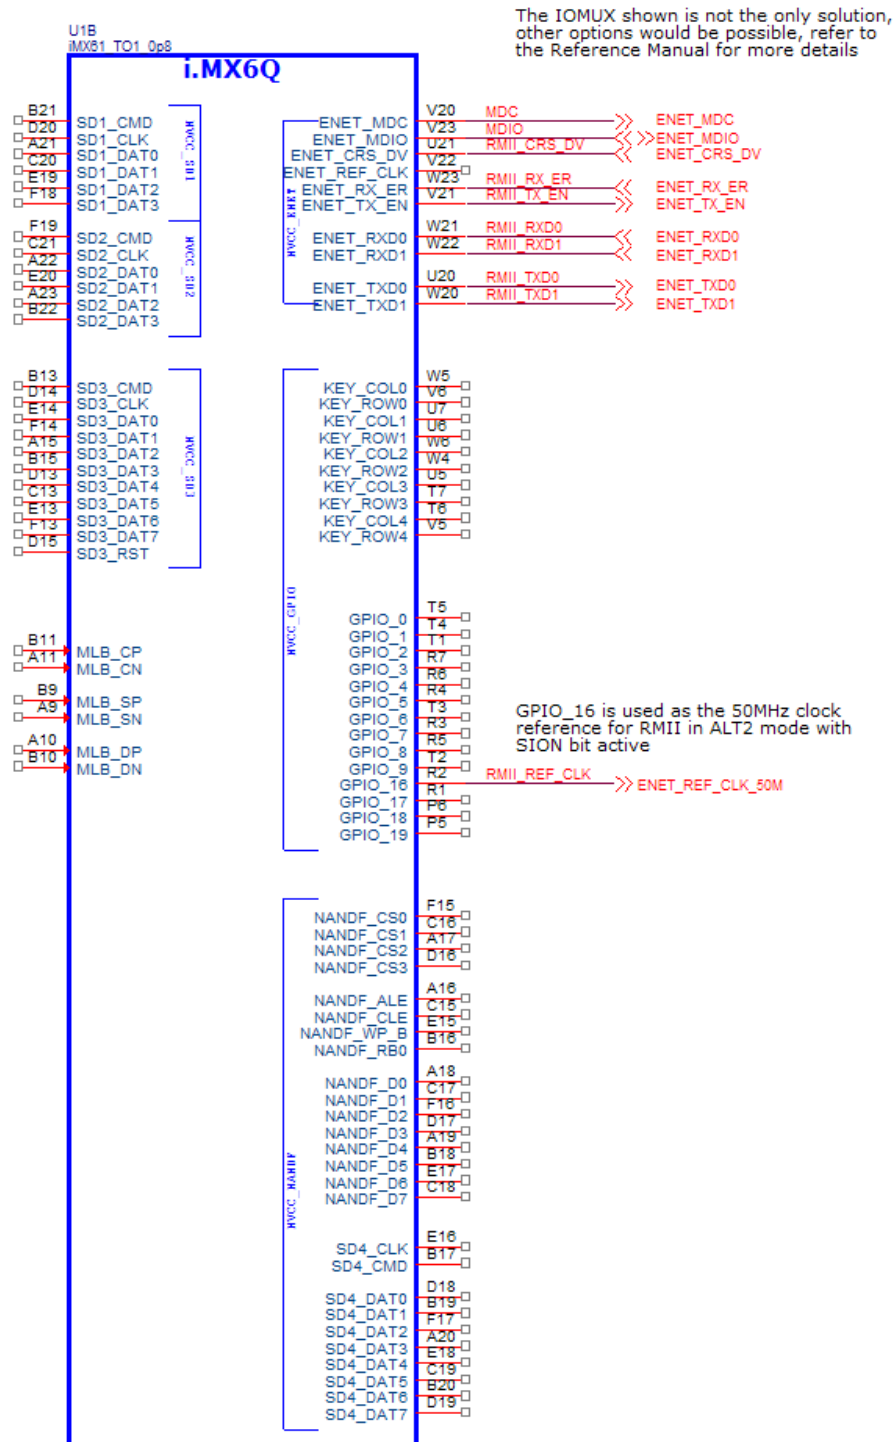 The IOMUX shown is not the only solution,
other options would be possible, refer to
the Reference Manual for more details
U1B
iMX61_TO1_0p8
i.MX6Q
B21 SD1_CMD
D20 SD1_CLK
A21 SD1_DAT0
C20 SD1_DAT1
E19 SD1_DAT2
F18 SD1_DAT3
NVCC_SD1
F19 SD2_CMD
C21 SD2_CLK
A22 SD2_DAT0
E20 SD2_DAT1
A23 SD2_DAT2
B22 SD2_DAT3
NVCC_SD2
B13 SD3_CMD
D14 SD3_CLK
E14 SD3_DAT0
F14 SD3_DAT1
A15 SD3_DAT2
B15 SD3_DAT3
D13 SD3_DAT4
C13 SD3_DAT5
E13 SD3_DAT6
F13 SD3_DAT7
D15 SD3_RST
NVCC_SD3
B11 MLB_CP
A11 MLB_CN
B9 MLB_SP
A9 MLB_SN
A10 MLB_DP
B10 MLB_DN
NVCC_ENET
ENET_MDC V20 MDC ENET_MDC
ENET_MDIO V23 MDIO ENET_MDIO
ENET_CRS_DV U21 RMII_CRS_DV ENET_CRS_DV
ENET_REF_CLK V22
ENET_RX_ER W23 RMII_RX_ER ENET_RX_ER
ENET_TX_EN V21 RMII_TX_EN ENET_TX_EN
ENET_RXD0 W21 RMII_RXD0 ENET_RXD0
ENET_RXD1 W22 RMII_RXD1 ENET_RXD1
ENET_TXD0 U20 RMII_TXD0 ENET_TXD0
ENET_TXD1 W20 RMII_TXD1 ENET_TXD1
NVCC_GPIO
KEY_COL0 W5
KEY_ROW0 V6
KEY_COL1 U7
KEY_ROW1 U6
KEY_COL2 W6
KEY_ROW2 W4
KEY_COL3 U5
KEY_ROW3 T7
KEY_COL4 T6
KEY_ROW4 V5
GPIO_0 T5
GPIO_1 T4
GPIO_2 T1
GPIO_3 R7
GPIO_4 R6
GPIO_5 R4
GPIO_6 T3
GPIO_7 R3
GPIO_8 R5
GPIO_9 T2
GPIO_16 R2 RMII_REF_CLK ENET_REF_CLK_50M
GPIO_17 R1
GPIO_18 P6
GPIO_19 P5
GPIO_16 is used as the 50MHz clock
reference for RMII in ALT2 mode with
SION bit active
NVCC_NANDF
NANDF_CS0 F15
NANDF_CS1 C16
NANDF_CS2 A17
NANDF_CS3 D16
NANDF_ALE A16
NANDF_CLE C15
NANDF_WP_B E15
NANDF_RB0 B16
NANDF_D0 A18
NANDF_D1 C17
NANDF_D2 F16
NANDF_D3 D17
NANDF_D4 A19
NANDF_D5 B18
NANDF_D6 E17
NANDF_D7 C18
SD4_CLK E16
SD4_CMD B17
SD4_DAT0 D18
SD4_DAT1 B19
SD4_DAT2 F17
SD4_DAT3 A20
SD4_DAT4 E18
SD4_DAT5 C19
SD4_DAT6 B20
SD4_DAT7 D19